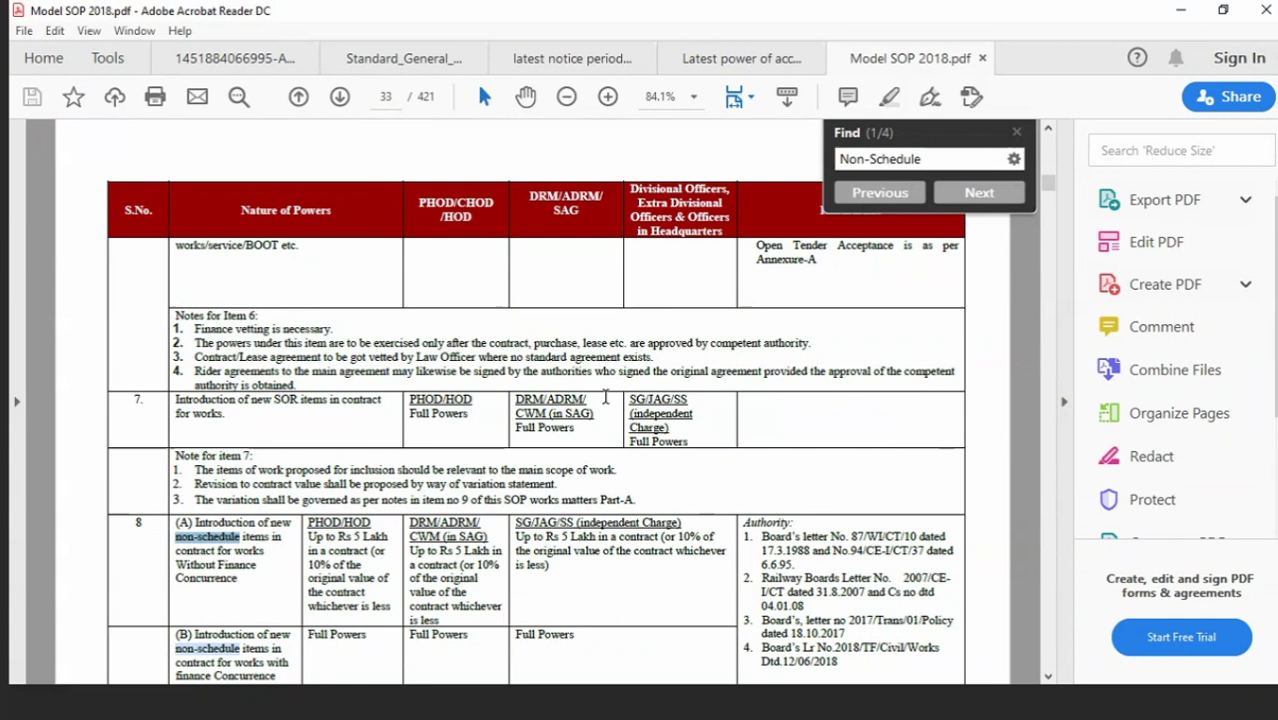 Model SOP 2018.pdf - Adobe Acrobat Reader DC
File Edit View Window Help
Home Tools 1451884066995-A... Standard_General_... latest notice period... Latest power of acc... Model SOP 2018.pdf × Sign In
33 / 421 84.1% Share
Find (1/4)
Non-Schedule
Previous Next
Search 'Reduce Size'
Export PDF
Edit PDF
Create PDF
Comment
Combine Files
Organize Pages
Redact
Protect
Create, edit and sign PDF
forms & agreements
Start Free Trial
S.No.
Nature of Powers
PHOD/CHOD
/HOD
DRM/ADRM/
SAG
Divisional Officers,
Extra Divisional
Officers & Officers
in Headquarters
works/service/BOOT etc.
Open Tender Acceptance is as per
Annexure-A
Notes for Item 6:
1. Finance vetting is necessary.
2. The powers under this item are to be exercised only after the contract, purchase, lease etc. are approved by competent authority.
3. Contract/Lease agreement to be got vetted by Law Officer where no standard agreement exists.
4. Rider agreements to the main agreement may likewise be signed by the authorities who signed the original agreement provided the approval of the competent
authority is obtained.
7.
Introduction of new SOR items in contract
for works.
PHOD/HOD
Full Powers
DRM/ADRM/
CWM (in SAG)
Full Powers
SG/JAG/SS
(independent
Charge)
Full Powers
Note for item 7:
1. The items of work proposed for inclusion should be relevant to the main scope of work.
2. Revision to contract value shall be proposed by way of variation statement.
3. The variation shall be governed as per notes in item no 9 of this SOP works matters Part-A.
8
(A) Introduction of new
non-schedule items in
contract for works
Without Finance
Concurrence
PHOD/HOD
Up to Rs 5 Lakh
in a contract (or
10% of the
original value of
the contract
whichever is less
DRM/ADRM/
CWM (in SAG)
Up to Rs 5 Lakh in
a contract (or 10%
of the original
value of the
contract whichever
is less
SG/JAG/SS (independent Charge)
Up to Rs 5 Lakh in a contract (or 10% of
the original value of the contract whichever
is less)
Authority:
1. Board's letter No. 87/WI/CT/10 dated
17.3.1988 and No.94/CE-I/CT/37 dated
6.6.95.
2. Railway Boards Letter No. 2007/CE-
I/CT dated 31.8.2007 and Cs no dtd
04.01.08
3. Board's, letter no 2017/Trans/01/Policy
dated 18.10.2017
4. Board's Lr No.2018/TF/Civil/Works
Dtd.12/06/2018
(B) Introduction of new
non-schedule items in
contract for works with
finance Concurrence
Full Powers
Full Powers
Full Powers